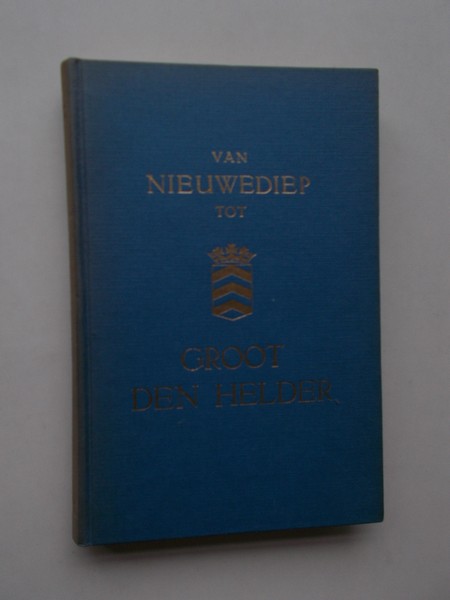 VAN
NIEUWEDIEP
TOT
GROOT
DEN HELDER